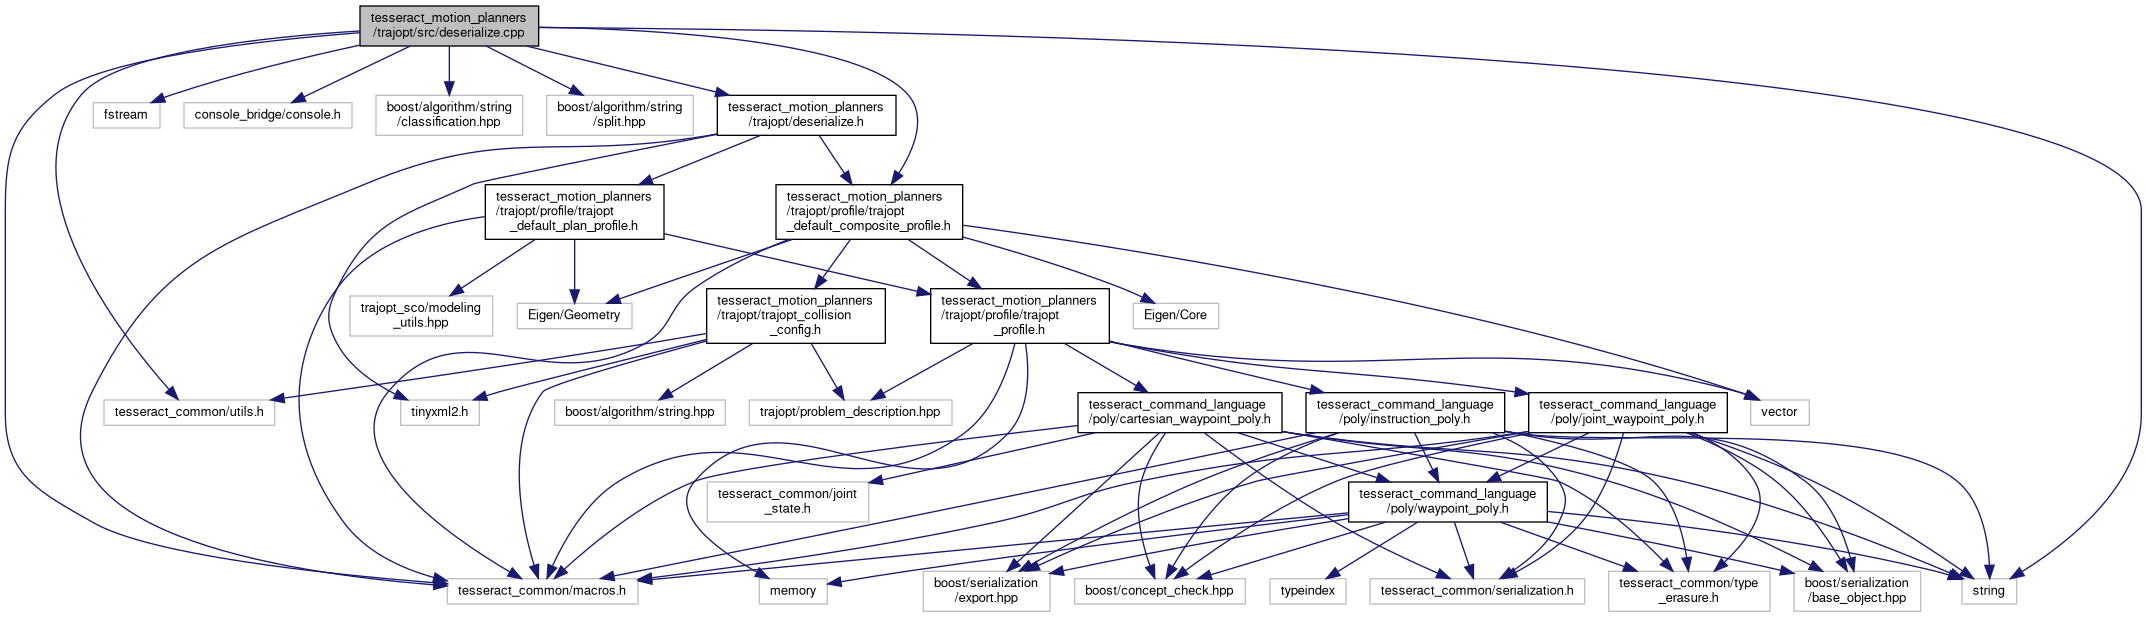 tesseract_motion_planners
/trajopt/src/deserialize.cpp
fstream
console_bridge/console.h
boost/algorithm/string
/classification.hpp
boost/algorithm/string
/split.hpp
tesseract_motion_planners
/trajopt/deserialize.h
tesseract_motion_planners
/trajopt/profile/trajopt
_default_plan_profile.h
tesseract_motion_planners
/trajopt/profile/trajopt
_default_composite_profile.h
trajopt_sco/modeling
_utils.hpp
Eigen/Geometry
tesseract_motion_planners
/trajopt/trajopt_collision
_config.h
tesseract_motion_planners
/trajopt/profile/trajopt
_profile.h
Eigen/Core
tesseract_common/utils.h
tinyxml2.h
boost/algorithm/string.hpp
trajopt/problem_description.hpp
tesseract_command_language
/poly/cartesian_waypoint_poly.h
tesseract_command_language
/poly/instruction_poly.h
tesseract_command_language
/poly/joint_waypoint_poly.h
vector
tesseract_common/joint
_state.h
tesseract_command_language
/poly/waypoint_poly.h
tesseract_common/macros.h
memory
boost/serialization
/export.hpp
boost/concept_check.hpp
typeindex
tesseract_common/serialization.h
tesseract_common/type
_erasure.h
boost/serialization
/base_object.hpp
string